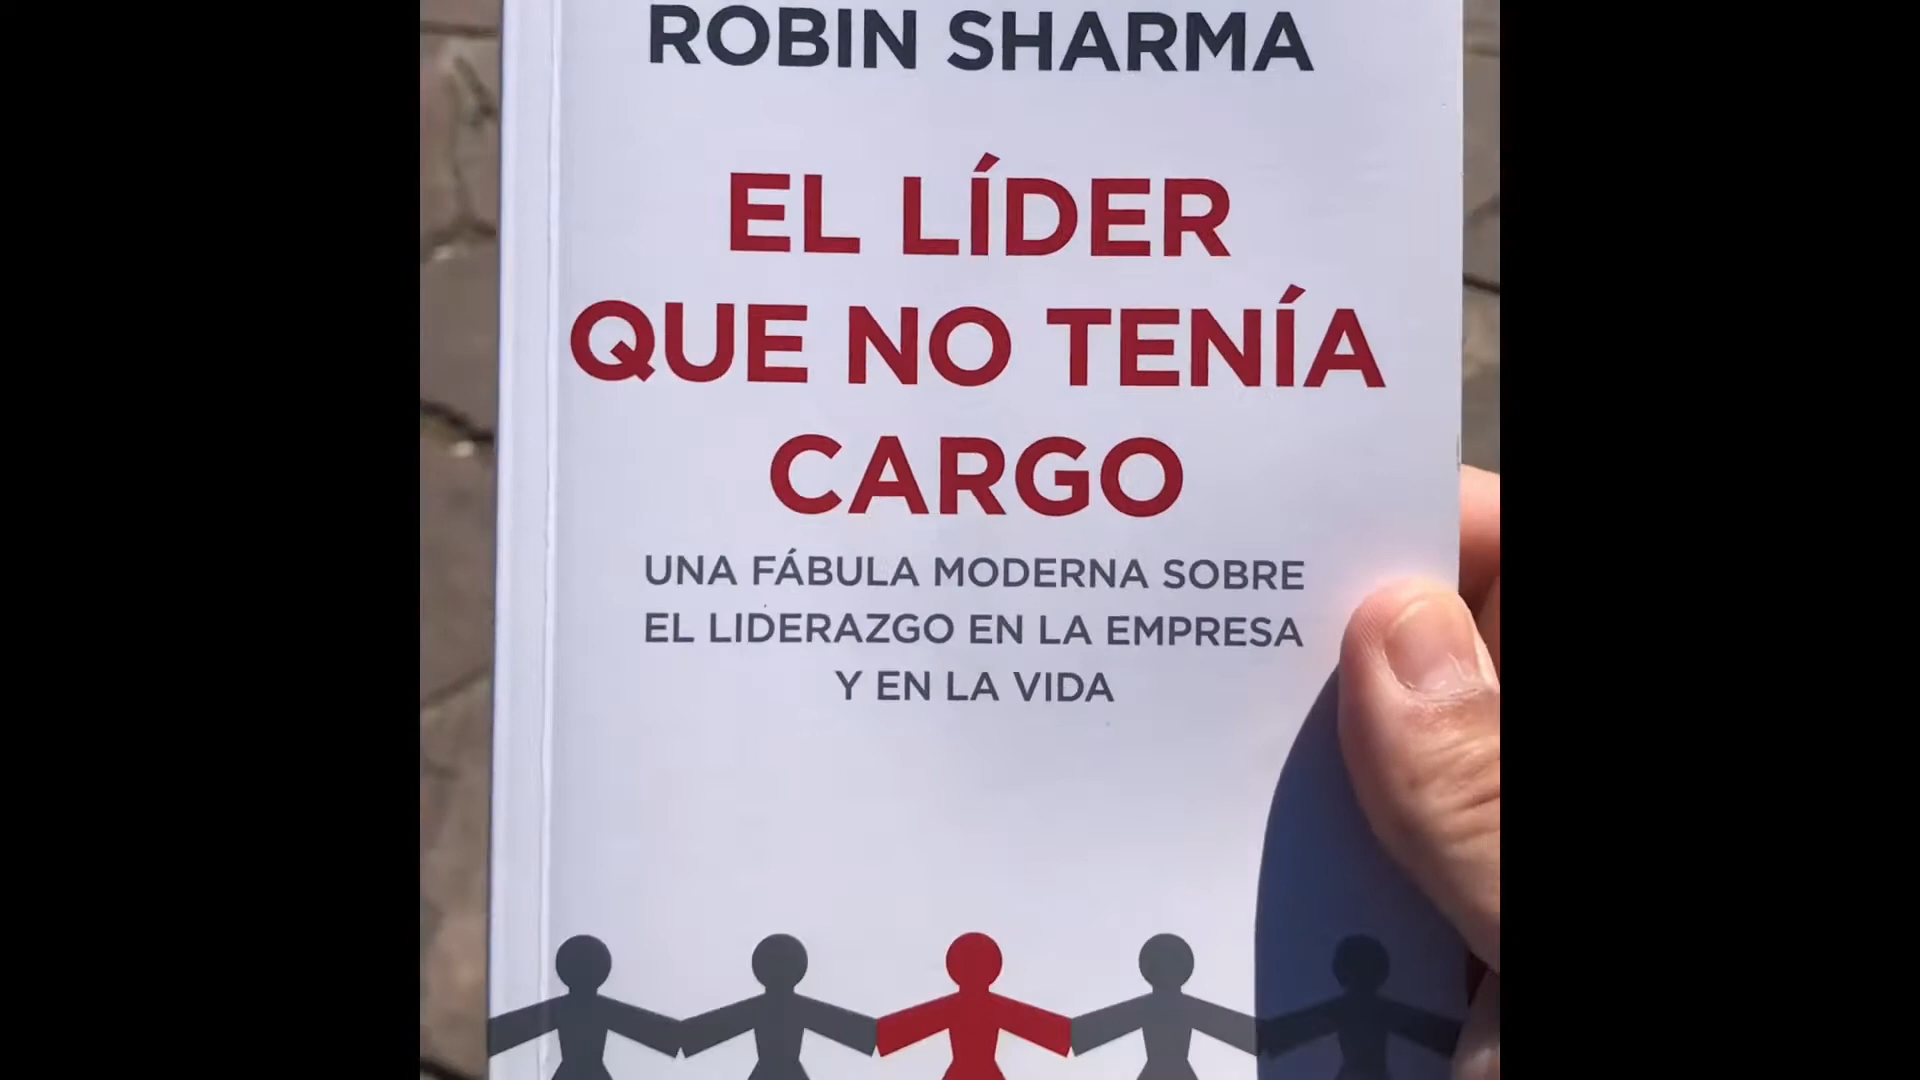 ROBIN SHARMA
EL LÍDER
QUE NO TENÍA
CARGO
UNA FÁBULA MODERNA SOBRE
EL LIDERAZGO EN LA EMPRESA
Y EN LA VIDA